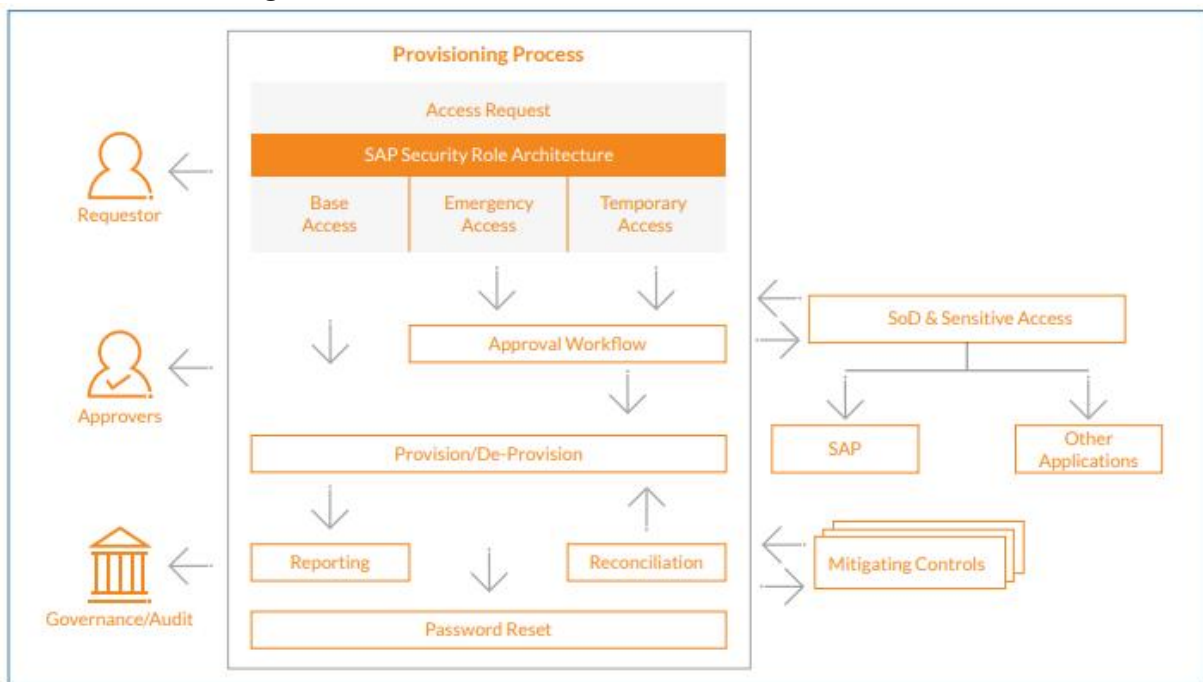 Provisioning Process
Access Request
SAP Security Role Architecture
Base
Access
Emergency
Access
Temporary
Access
Requestor
SoD & Sensitive Access
Approval Workflow
Approvers
SAP
Other
Applications
Provision/De-Provision
Reporting
Reconciliation
Mitigating Controls
Governance/Audit
Password Reset